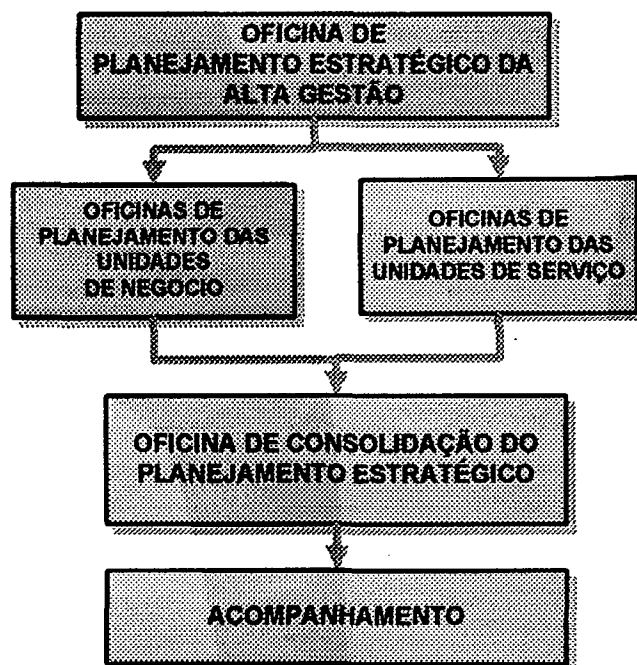 OFICINA DE
PLANEJAMENTO ESTRATÉGICO DA
ALTA GESTÃO
OFICINAS DE
PLANEJAMENTO DAS
UNIDADES
DE NEGÓCIO
OFICINAS DE
PLANEJAMENTO DAS
UNIDADES DE SERVIÇO
OFICINA DE CONSOLIDAÇÃO DO
PLANEJAMENTO ESTRATÉGICO
ACOMPANHAMENTO